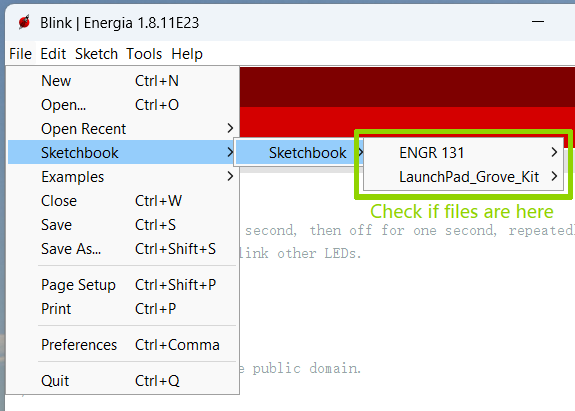 Blink | Energia 1.8.11E23
File Edit Sketch Tools Help
New Ctrl+N
Open... Ctrl+O
Open Recent
Sketchbook Sketchbook ENGR 131
Examples LaunchPad_Grove_Kit
Close Ctrl+W
Check if files are here
Save Ctrl+S second, then off for one second, repeatedl
Save As... Ctrl+Shift+S link other LEDs.
Page Setup Ctrl+Shift+P
Print Ctrl+P
Preferences Ctrl+Comma
e public domain.
Quit Ctrl+Q